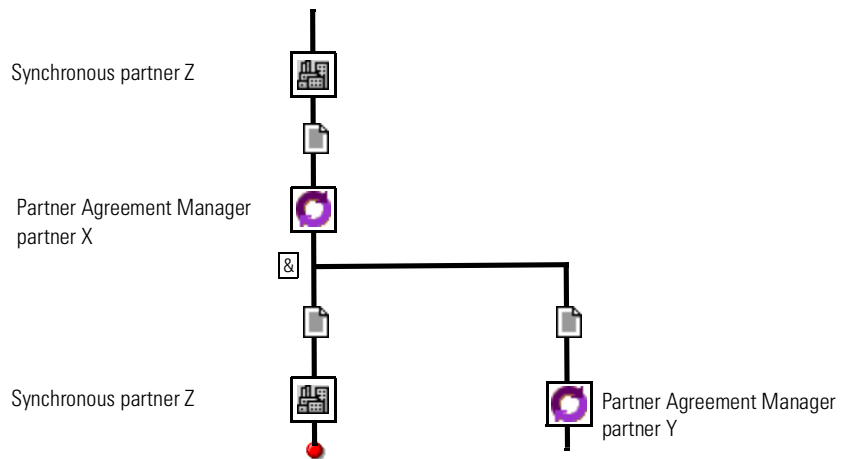 Synchronous partner Z
Partner Agreement Manager
partner X
&
Synchronous partner Z
Partner Agreement Manager
partner Y